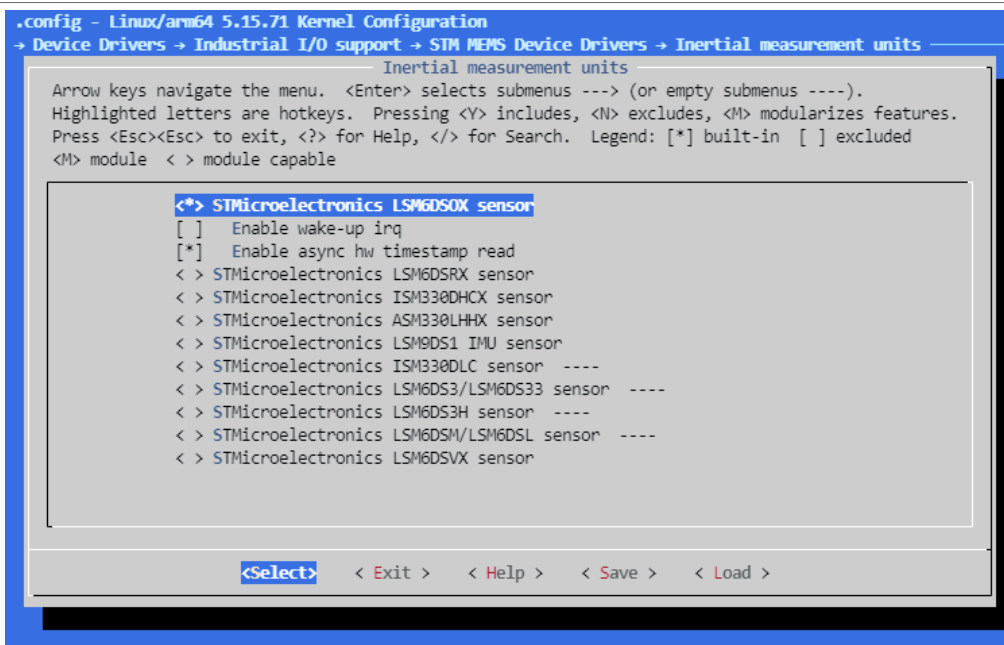 .config - Linux/arm64 5.15.71 Kernel Configuration
→ Device Drivers → Industrial I/O support → STM MEMS Device Drivers → Inertial measurement units
Inertial measurement units
Arrow keys navigate the menu. <Enter> selects submenus ---> (or empty submenus ----).
Highlighted letters are hotkeys. Pressing <Y> includes, <N> excludes, <M> modularizes features.
Press <Esc><Esc> to exit, <?> for Help, </> for Search. Legend: [*] built-in [ ] excluded
<M> module < > module capable
<*> STMicroelectronics LSM6DSOX sensor
[ ] Enable wake-up irq
[*] Enable async hw timestamp read
< > STMicroelectronics LSM6DSRX sensor
< > STMicroelectronics ISM330DHCX sensor
< > STMicroelectronics ASM330LHHX sensor
< > STMicroelectronics LSM9DS1 IMU sensor
< > STMicroelectronics ISM330DLC sensor ----
< > STMicroelectronics LSM6DS3/LSM6DS33 sensor ----
< > STMicroelectronics LSM6DS3H sensor ----
< > STMicroelectronics LSM6DSM/LSM6DSL sensor ----
< > STMicroelectronics LSM6DSVX sensor
<Select> < Exit > < Help > < Save > < Load >